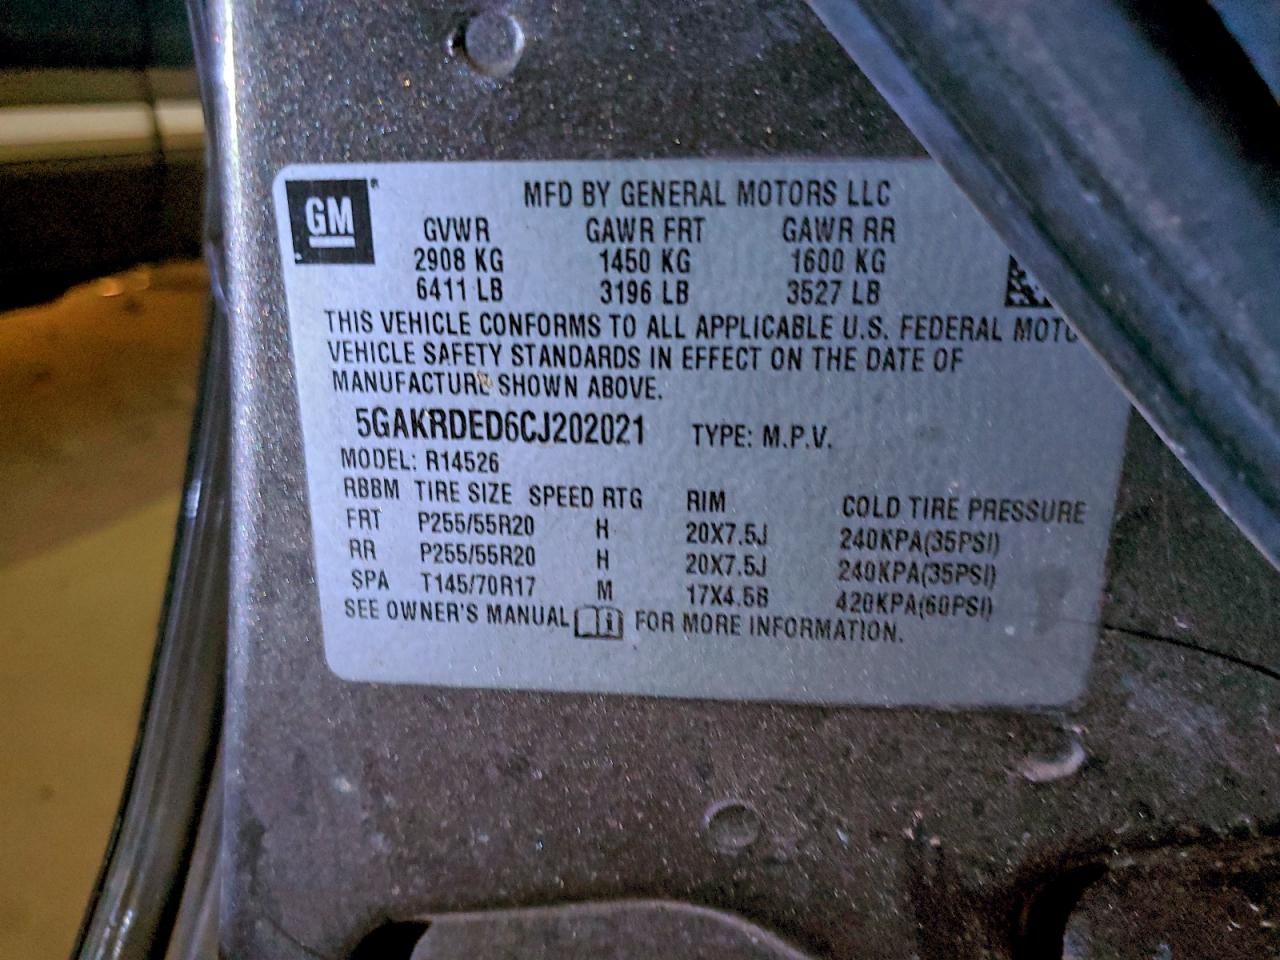 GM
MFD BY GENERAL MOTORS LLC
GVWR GAWR FRT GAWR RR
2908 KG 1450 KG 1600 KG
6411 LB 3196 LB 3527 LB
THIS VEHICLE CONFORMS TO ALL APPLICABLE U.S. FEDERAL MOTO
VEHICLE SAFETY STANDARDS IN EFFECT ON THE DATE OF
MANUFACTURE SHOWN ABOVE.
5GAKRDED6CJ202021 TYPE: M.P.V.
MODEL: R14526
RBBM TIRE SIZE SPEED RTG RIM COLD TIRE PRESSURE
FRT P255/55R20 H 20X7.5J 240KPA(35PSI)
RR P255/55R20 H 20X7.5J 240KPA(35PSI)
SPA T145/70R17 M 17X4.5B 420KPA(60PSI)
SEE OWNER'S MANUAL FOR MORE INFORMATION.